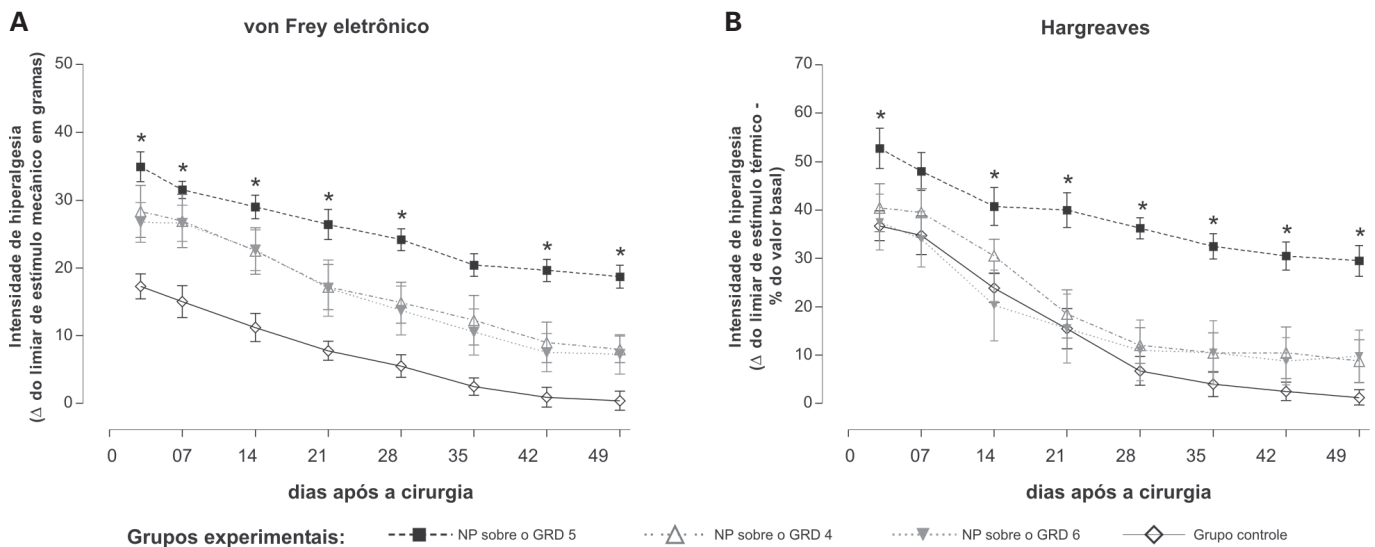 A
von Frey eletrônico
Intensidade de hiperalgesia
(Δ do limiar de estímulo mecânico em gramas)
50
40
30
20
10
0
* * * * * * *
0 07 14 21 28 35 42 49
dias após a cirurgia
B
Hargreaves
Intensidade de hiperalgesia
(Δ do limiar de estímulo térmico -
% do valor basal)
70
60
50
40
30
20
10
0
* * * * * * *
0 07 14 21 28 35 42 49
dias após a cirurgia
Grupos experimentais: NP sobre o GRD 5 NP sobre o GRD 4 NP sobre o GRD 6 Grupo controle